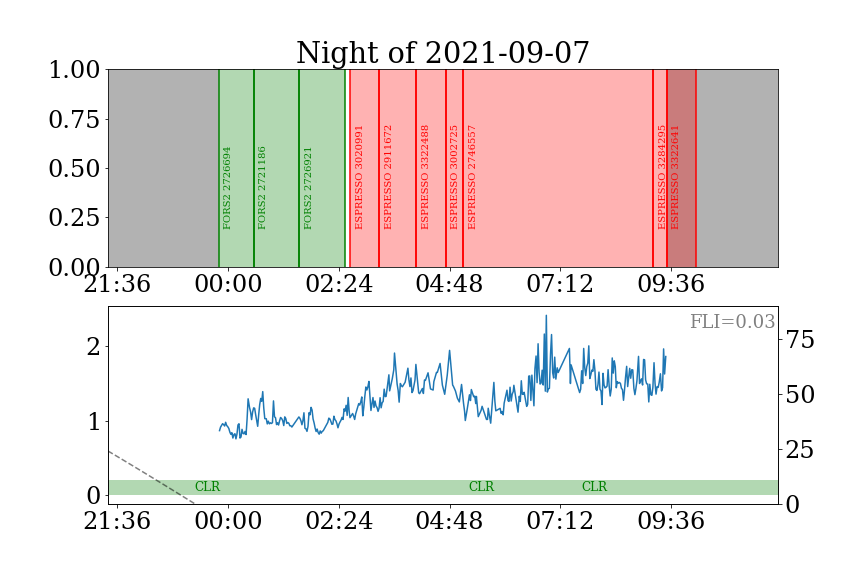 Night of 2021-09-07
1.00
0.75
0.50
0.25
0.00
FORS2 2726694
FORS2 2721186
FORS2 2726921
ESPRESSO 3020991
ESPRESSO 2911672
ESPRESSO 3322488
ESPRESSO 3002725
ESPRESSO 2746557
ESPRESSO 3284295
ESPRESSO 3322641
21:36 00:00 02:24 04:48 07:12 09:36
FLI=0.03
2
1
0
75
50
25
0
CLR CLR CLR
21:36 00:00 02:24 04:48 07:12 09:36